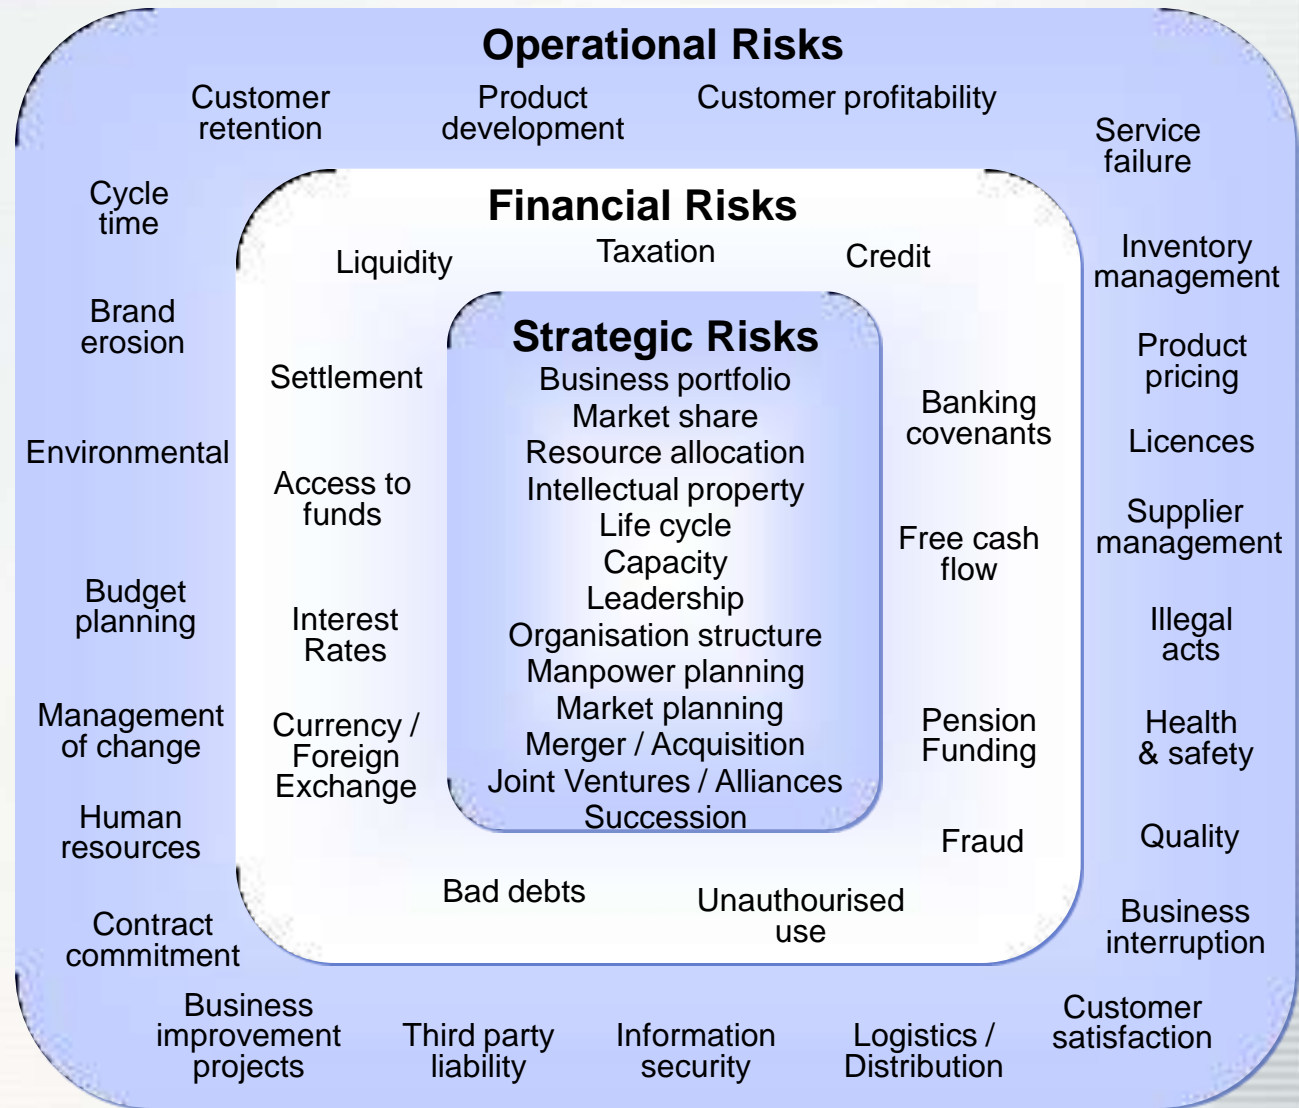 Operational Risks
Customer
retention
Product
development
Customer profitability
Service
failure
Cycle
time
Brand
erosion
Environmental
Budget
planning
Management
of change
Human
resources
Contract
commitment
Business
improvement
projects
Third party
liability
Information
security
Logistics /
Distribution
Customer
satisfaction
Inventory
management
Product
pricing
Licences
Supplier
management
Illegal
acts
Health
& safety
Quality
Business
interruption
Financial Risks
Liquidity
Taxation
Credit
Settlement
Access to
funds
Interest
Rates
Currency /
Foreign
Exchange
Bad debts
Unauthourised
use
Banking
covenants
Free cash
flow
Pension
Funding
Fraud
Strategic Risks
Business portfolio
Market share
Resource allocation
Intellectual property
Life cycle
Capacity
Leadership
Organisation structure
Manpower planning
Market planning
Merger / Acquisition
Joint Ventures / Alliances
Succession